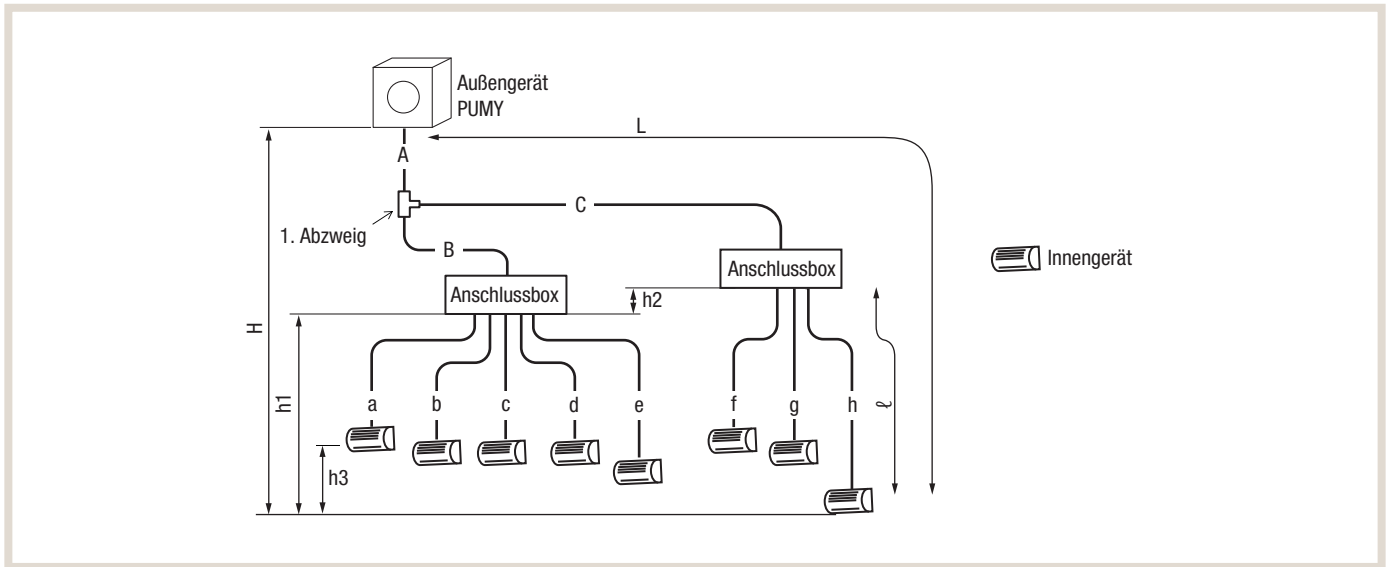 Außengerät
PUMY
L
A
C
1. Abzweig
B
Anschlussbox
Innengerät
Anschlussbox
h2
H
h1
a
b
c
d
e
f
g
h
ℓ
h3